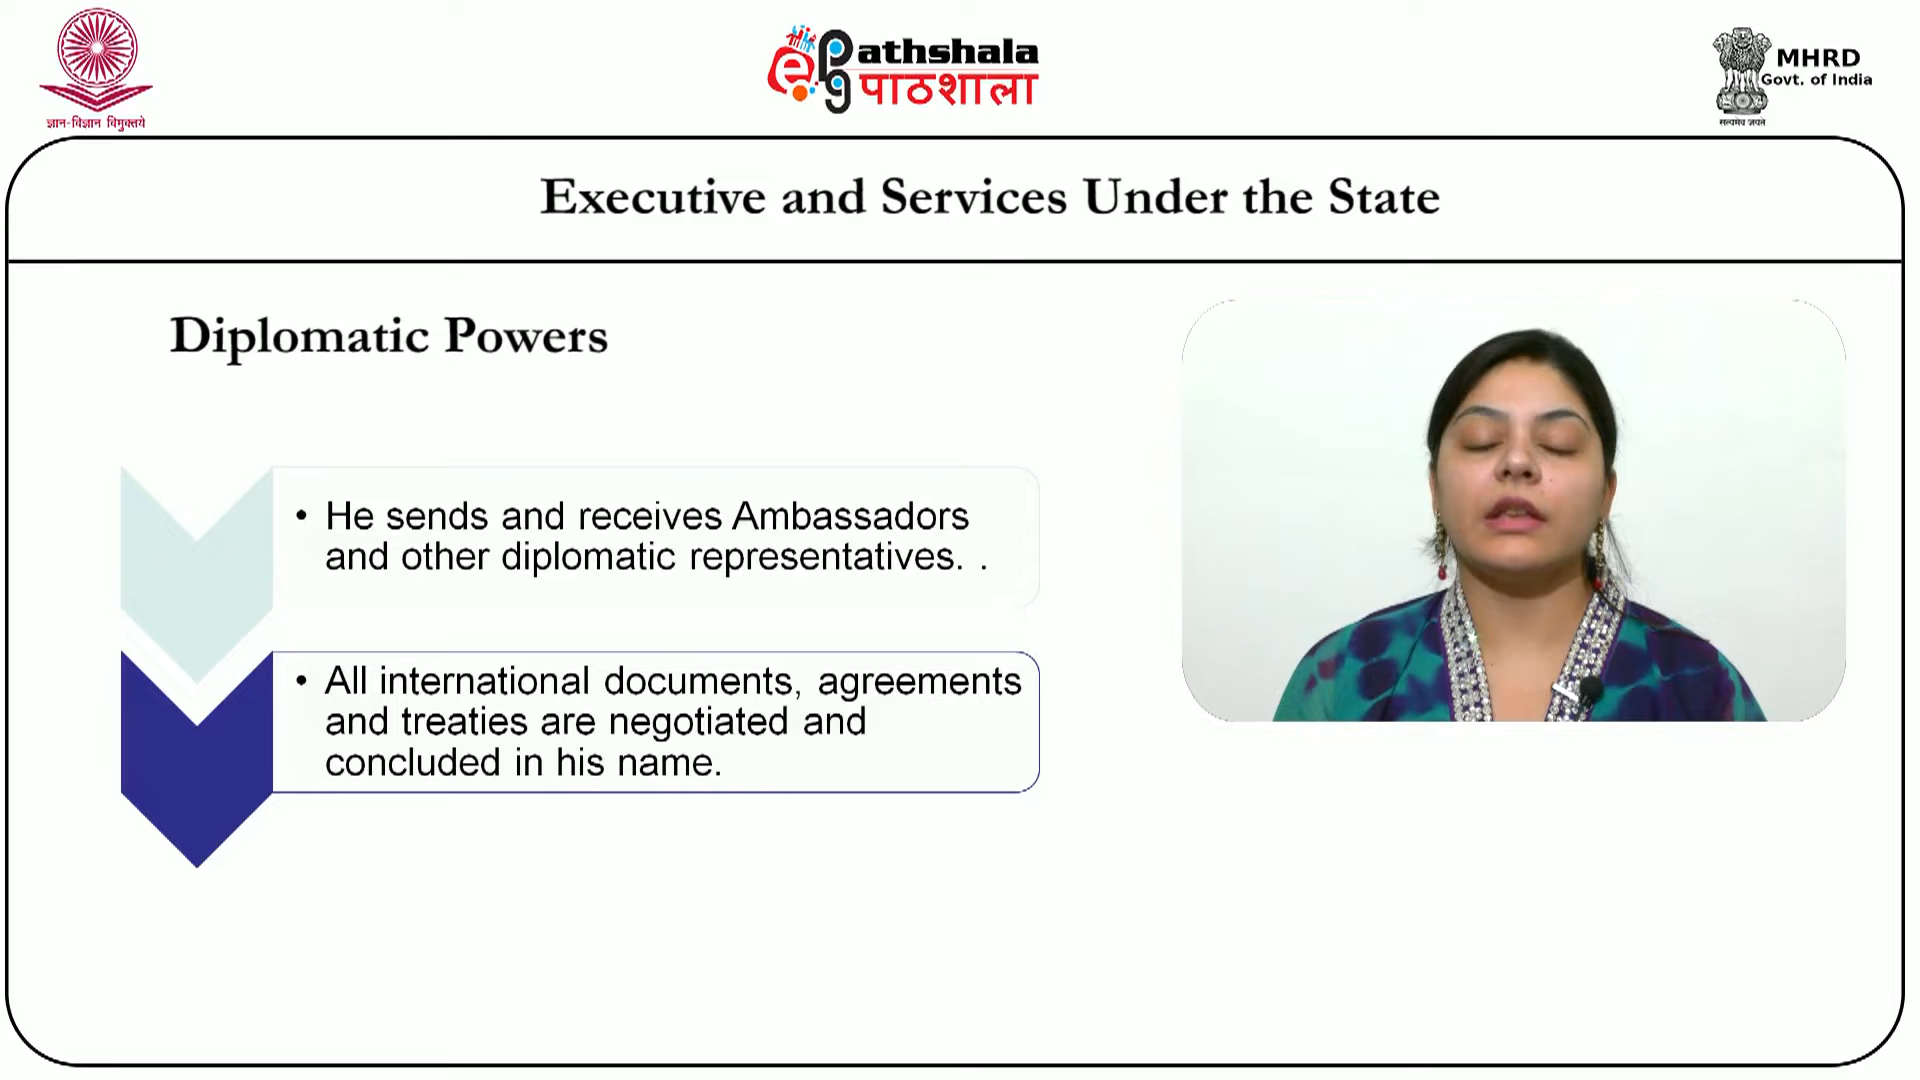 ज्ञान-विज्ञान विमुक्तये
e pg Pathshala
पाठशाला
MHRD
Govt. of India
सत्यमेव जयते
Executive and Services Under the State
Diplomatic Powers
• He sends and receives Ambassadors
and other diplomatic representatives. .
• All international documents, agreements
and treaties are negotiated and
concluded in his name.